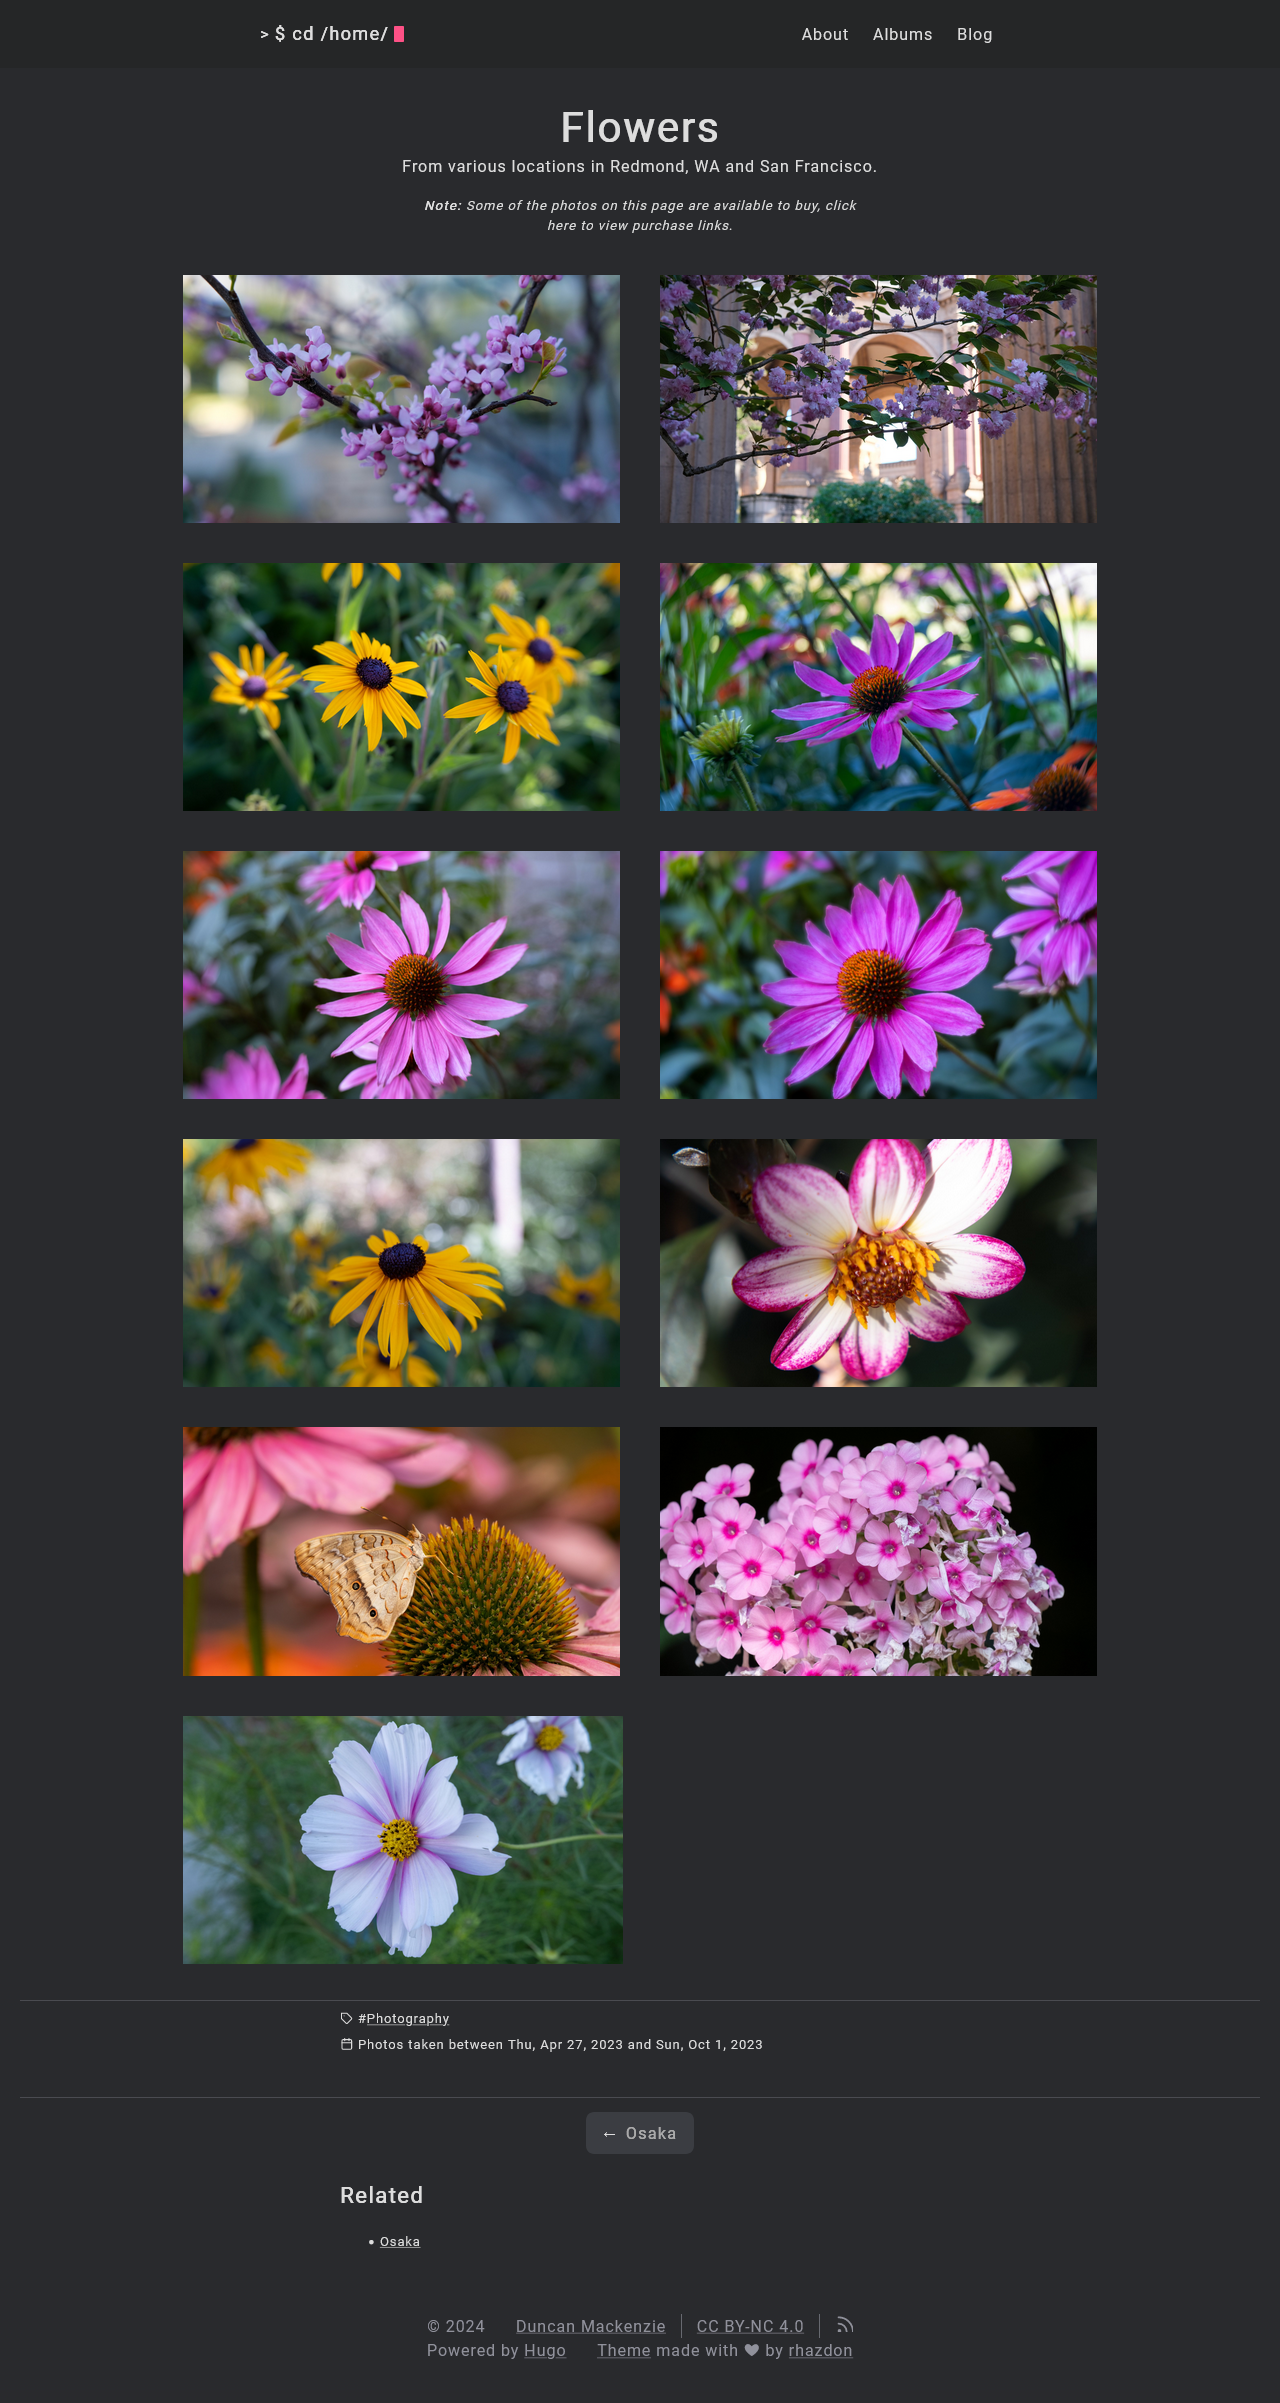 > $ cd /home/
About Albums Blog
Flowers
From various locations in Redmond, WA and San Francisco.
Note: Some of the photos on this page are available to buy, click
here to view purchase links.
#Photography
Photos taken between Thu, Apr 27, 2023 and Sun, Oct 1, 2023
← Osaka
Related
• Osaka
© 2024 Duncan Mackenzie CC BY-NC 4.0
Powered by Hugo Theme made with ♥ by rhazdon